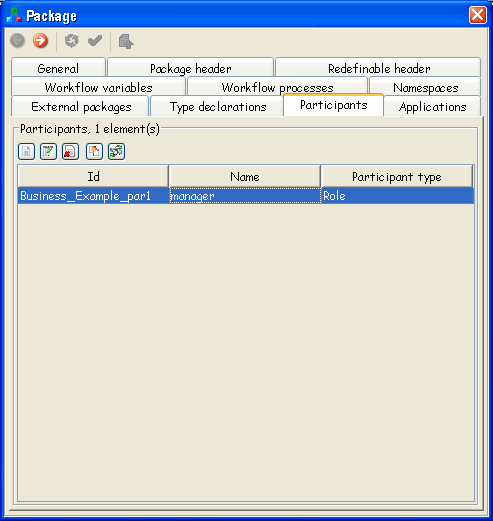 Package
General Package header Redefinable header
Workflow variables Workflow processes Namespaces
External packages Type declarations Participants Applications
Participants, 1 element(s)
Id Name Participant type
Business_Example_par1 manager Role